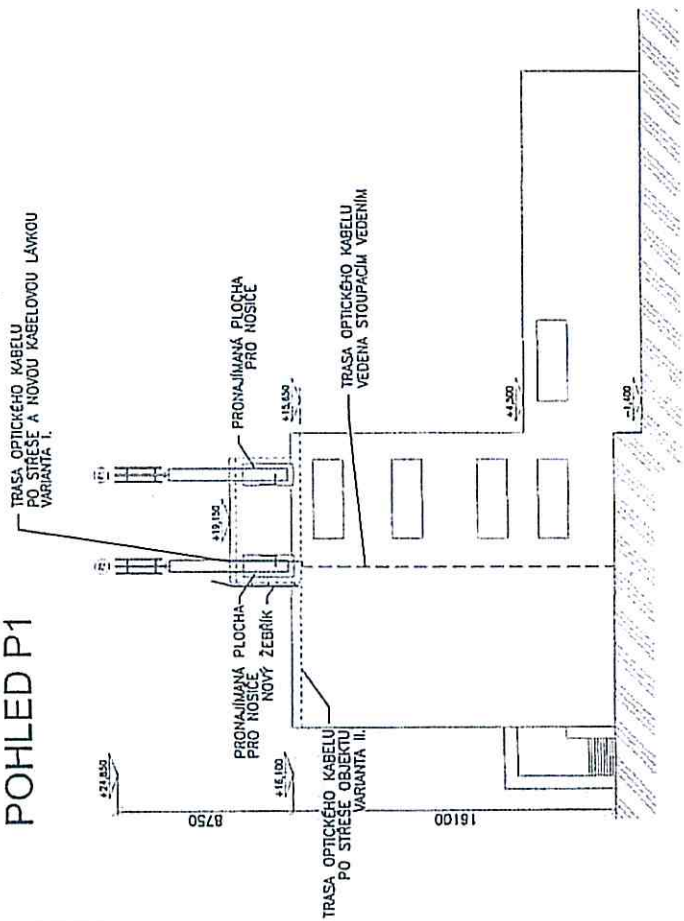 POHLED P1
TRASA OPTICKÉHO KABELU
PO STŘEŠE A NOVOU KABELOVOU LÁVKOU
VARIANTA I.
PRONAJÍMANÁ PLOCHA
PRO NOSIČE
+19,150
+15,650
PRONAJÍMANÁ PLOCHA
PRO NOSIČE
NOVÝ ŽEBŘÍK
TRASA OPTICKÉHO KABELU
VEDENA STOUPACÍM VEDENÍM
+24,850
+16,100
8750
16100
TRASA OPTICKÉHO KABELU
PO STŘEŠE OBJEKTU
VARIANTA II.
+4,500
-1,400